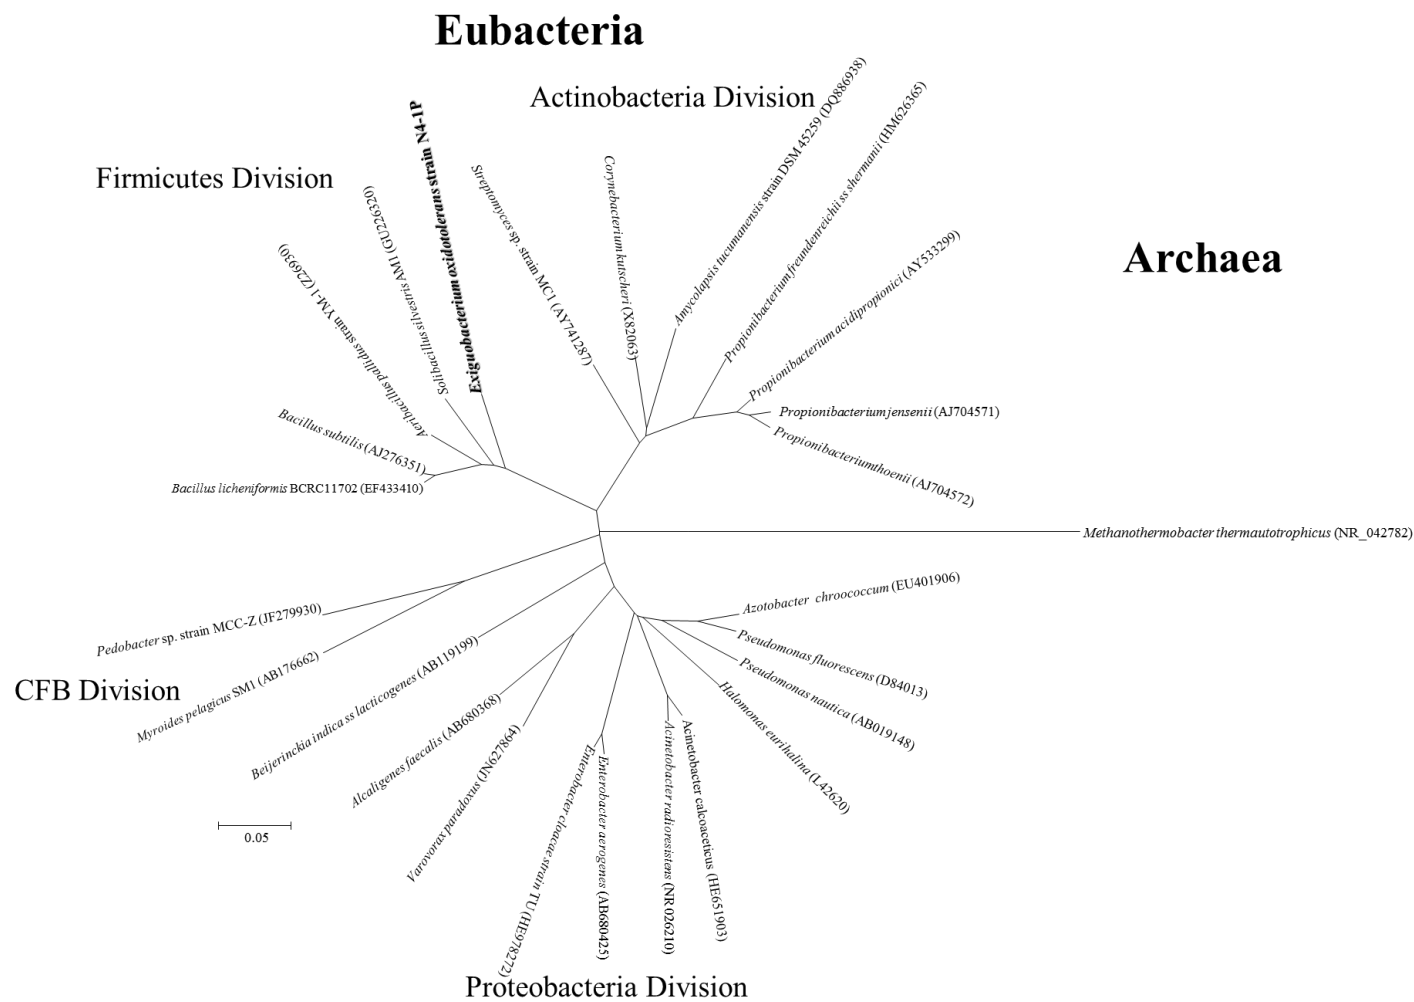 Eubacteria
Actinobacteria Division
Firmicutes Division
Archaea
Exiguobacterium oxidotolerans strain N4-1P
Solibacillus silvestris AM1 (GU226320)
Aeribacillus pallidus strain YM-1 (Z26930)
Bacillus subtilis (AJ276351)
Bacillus licheniformis BCRC11702 (EF433410)
Streptomyces sp. strain MC1 (AY741287)
Corynebacterium kutscheri (X82063)
Amycolapsis tucumanensis strain DSM 45259 (DQ886938)
Propionibacterium freundenreichii ss shermanii (HM626365)
Propionibacterium acidipropionici (AY533299)
Propionibacterium jensenii (AJ704571)
Propionibacterium thoenii (AJ704572)
Methanothermobacter thermautotrophicus (NR_042782)
Azotobacter chroococcum (EU401906)
Pseudomonas fluorescens (D84013)
Pseudomonas nautica (AB019148)
Halomonas eurihalina (L42620)
Acinetobacter calcoaceticus (HE651903)
Acinetobacter radioresistens (NR 026210)
Enterobacter aerogenes (AB680425)
Enterobacter cloacae strain TU (HE978272)
Varovorax paradoxus (JN627864)
Alcaligenes faecalis (AB680368)
Beijerinckia indica ss lacticogenes (AB119199)
Myroides pelagicus SM1 (AB176662)
Pedobacter sp. strain MCC-Z (JF279930)
CFB Division
0.05
Proteobacteria Division